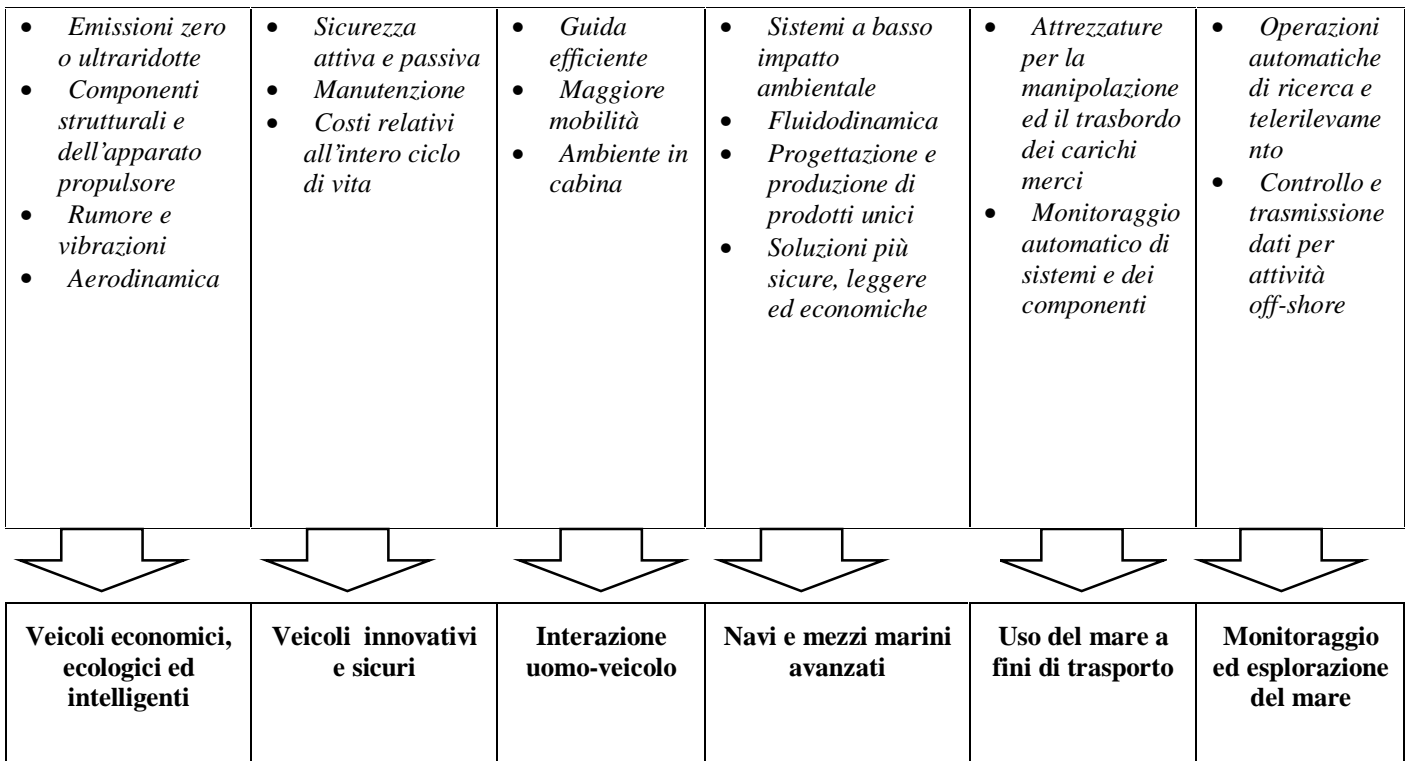 • Emissioni zero
o ultraridotte
• Componenti
strutturali e
dell'apparato
propulsore
• Rumore e
vibrazioni
• Aerodinamica
• Sicurezza
attiva e passiva
• Manutenzione
• Costi relativi
all'intero ciclo
di vita
• Guida
efficiente
• Maggiore
mobilità
• Ambiente in
cabina
• Sistemi a basso
impatto
ambientale
• Fluidodinamica
• Progettazione e
produzione di
prodotti unici
• Soluzioni più
sicure, leggere
ed economiche
• Attrezzature
per la
manipolazione
ed il trasbordo
dei carichi
merci
• Monitoraggio
automatico di
sistemi e dei
componenti
• Operazioni
automatiche
di ricerca e
telerilevame
nto
• Controllo e
trasmissione
dati per
attività
off-shore
Veicoli economici,
ecologici ed
intelligenti
Veicoli innovativi
e sicuri
Interazione
uomo-veicolo
Navi e mezzi marini
avanzati
Uso del mare a
fini di trasporto
Monitoraggio
ed esplorazione
del mare